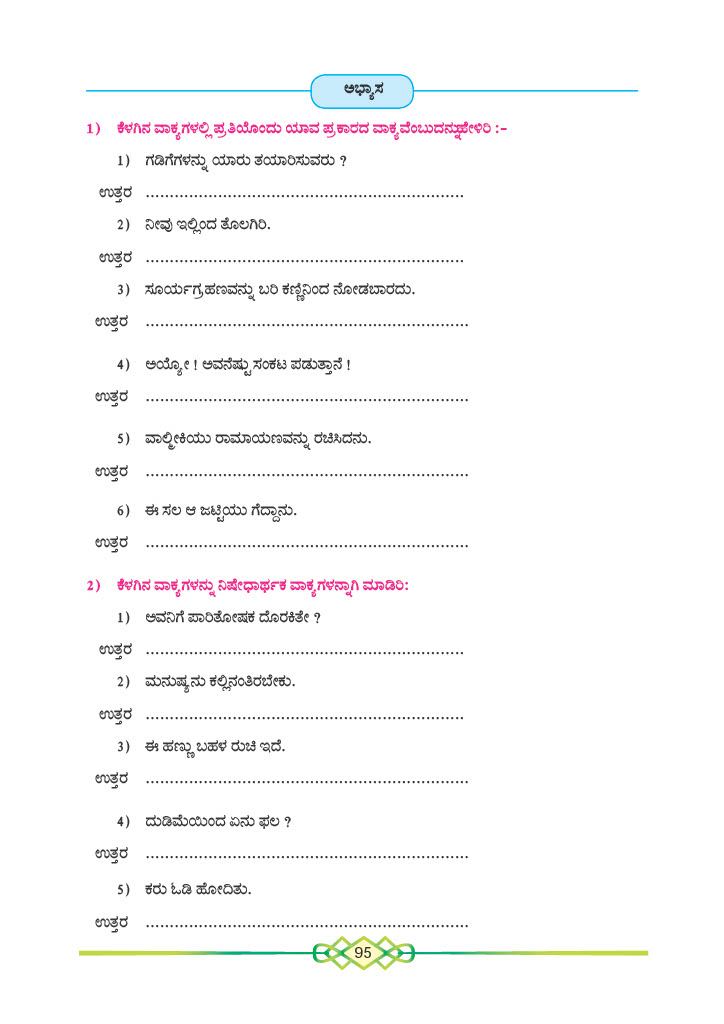 ಅಭ್ಯಾಸ
1) ಕೆಳಗಿನ ವಾಕ್ಯಗಳಲ್ಲಿ ಪ್ರತಿಯೊಂದು ಯಾವ ಪ್ರಕಾರದ ವಾಕ್ಯವೆಂಬುದನ್ನುಹೇಳಿರಿ :-
1) ಗಡಿಗೆಗಳನ್ನು ಯಾರು ತಯಾರಿಸುವರು ?
ಉತ್ತರ ..................................................................
2) ನೀವು ಇಲ್ಲಿಂದ ತೊಲಗಿರಿ.
ಉತ್ತರ ..................................................................
3) ಸೂರ್ಯಗ್ರಹಣವನ್ನು ಬರಿ ಕಣ್ಣಿನಿಂದ ನೋಡಬಾರದು.
ಉತ್ತರ ...................................................................
4) ಅಯ್ಯೋ ! ಅವನೆಷ್ಟು ಸಂಕಟ ಪಡುತ್ತಾನೆ !
ಉತ್ತರ ...................................................................
5) ವಾಲ್ಮೀಕಿಯು ರಾಮಾಯಣವನ್ನು ರಚಿಸಿದನು.
ಉತ್ತರ ...................................................................
6) ಈ ಸಲ ಆ ಜಟ್ಟಿಯು ಗೆದ್ದಾನು.
ಉತ್ತರ ...................................................................
2) ಕೆಳಗಿನ ವಾಕ್ಯಗಳನ್ನು ನಿಷೇಧಾರ್ಥಕ ವಾಕ್ಯಗಳನ್ನಾಗಿ ಮಾಡಿರಿ:
1) ಅವನಿಗೆ ಪಾರಿತೋಷಕ ದೊರಕಿತೇ ?
ಉತ್ತರ ..................................................................
2) ಮನುಷ್ಯನು ಕಲ್ಲಿನಂತಿರಬೇಕು.
ಉತ್ತರ ..................................................................
3) ಈ ಹಣ್ಣು ಬಹಳ ರುಚಿ ಇದೆ.
ಉತ್ತರ ...................................................................
4) ದುಡಿಮೆಯಿಂದ ಏನು ಫಲ ?
ಉತ್ತರ ...................................................................
5) ಕರು ಓಡಿ ಹೋದಿತು.
ಉತ್ತರ ...................................................................
95